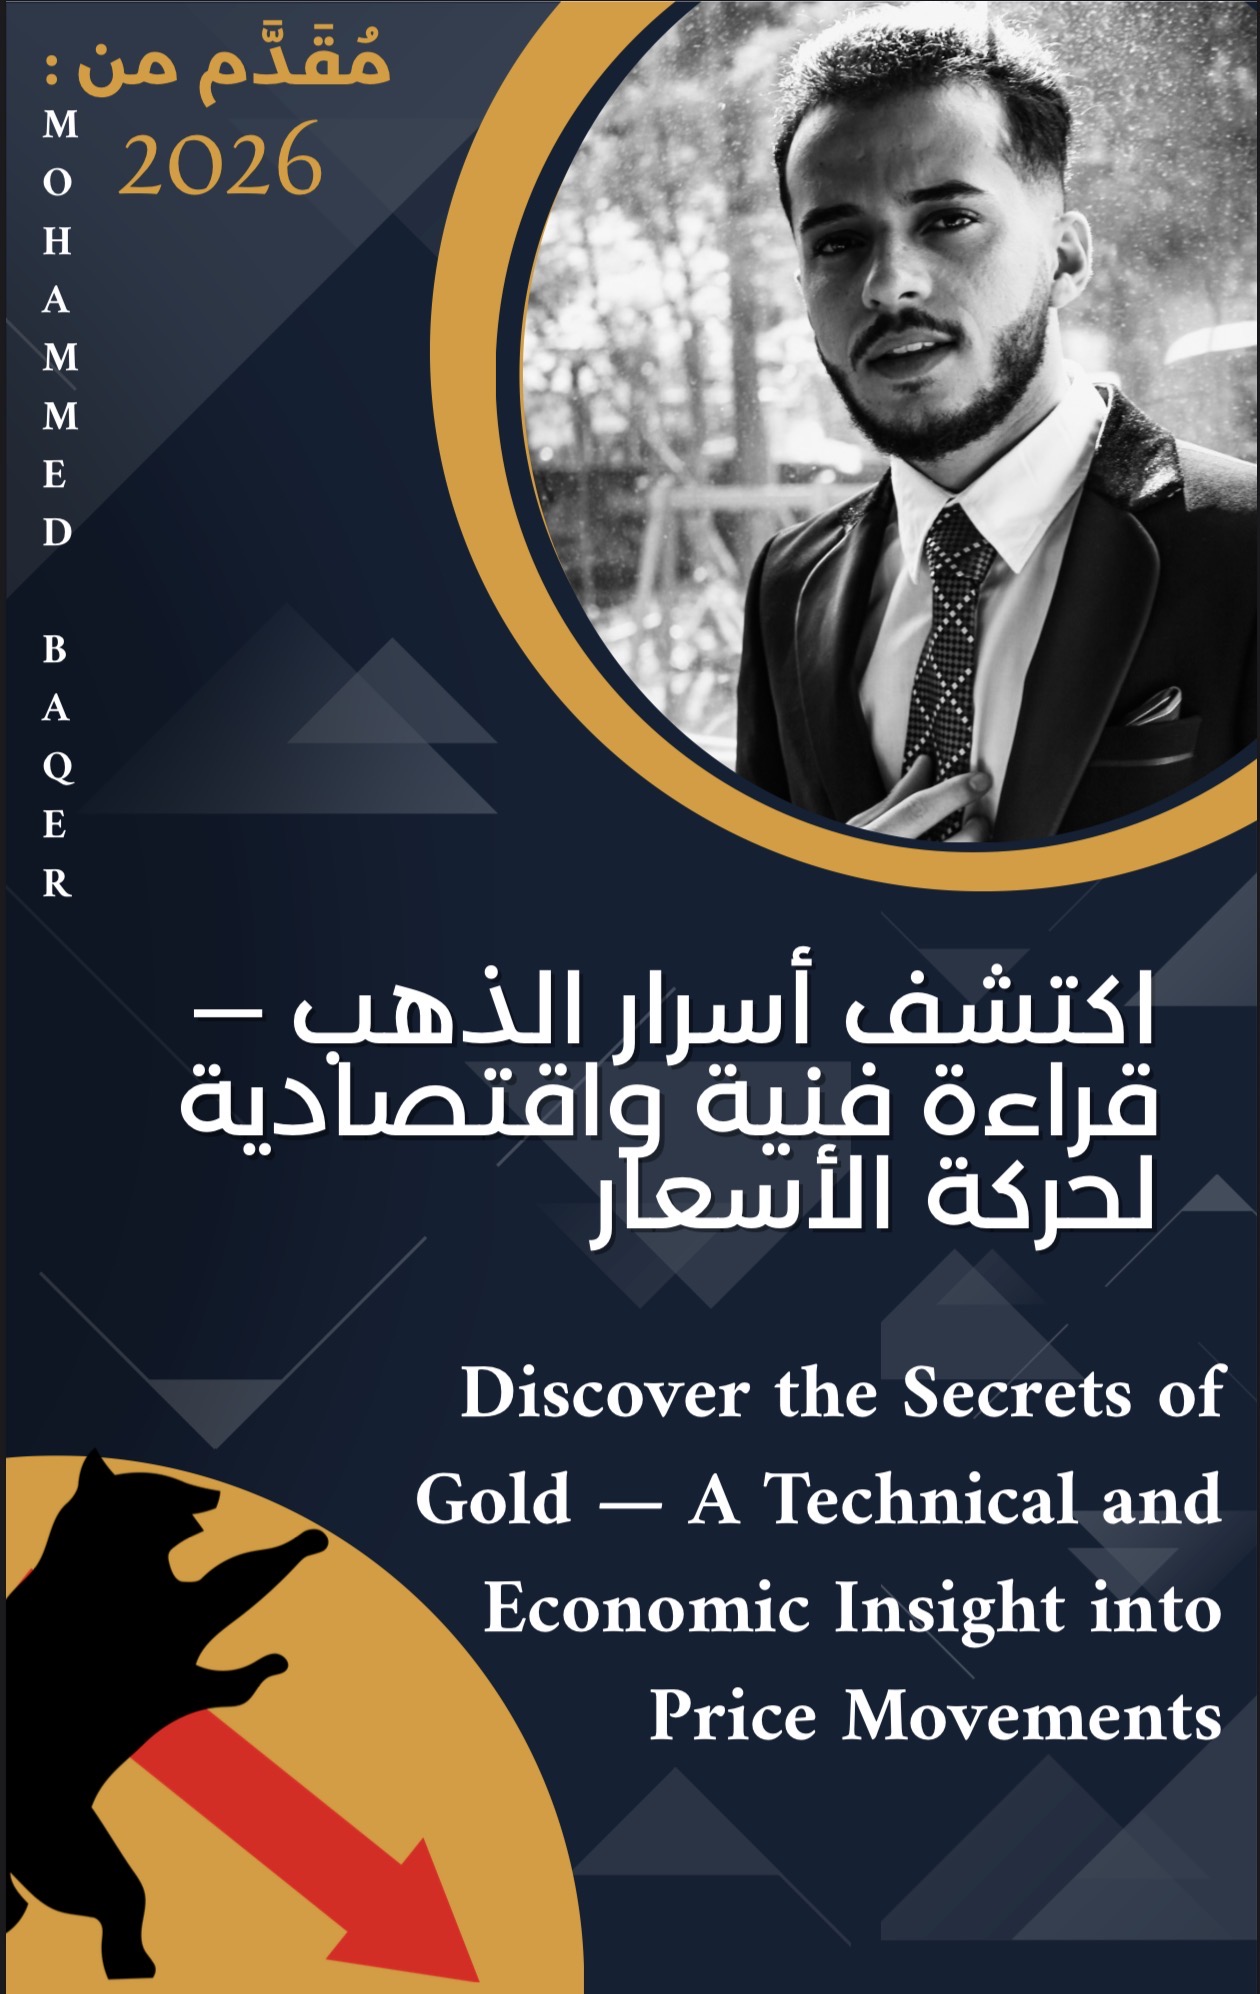 مُقَدَّم من :
2026
MOHAMMED BAQER
اكتشف أسرار الذهب –
قراءة فنية واقتصادية
لحركة الأسعار
Discover the Secrets of
Gold — A Technical and
Economic Insight into
Price Movements